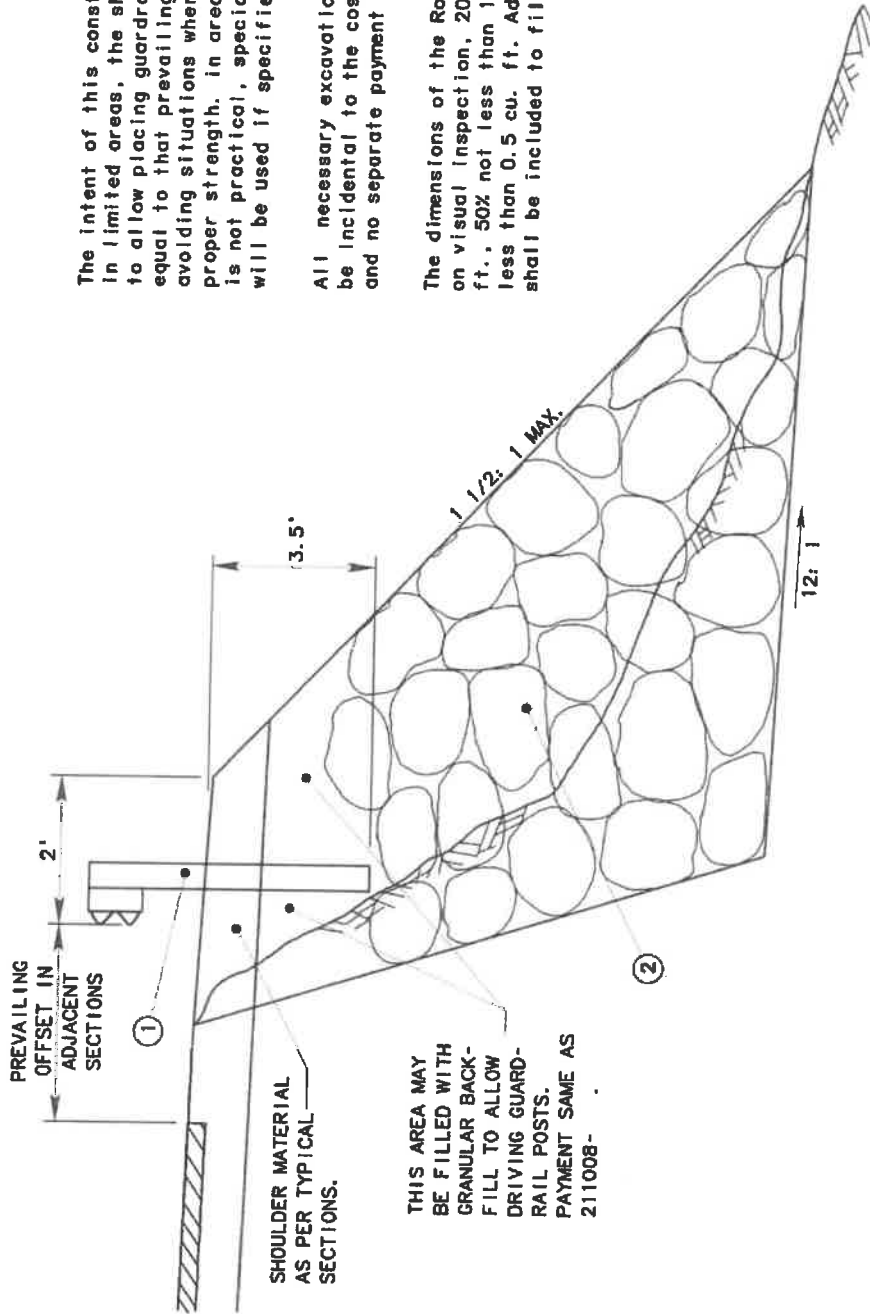 The intent of this const
in limited areas, the sh
to allow placing guardra
equal to that prevailing
avoiding situations wher
proper strength. in area
is not practical, specia
will be used if specifie
All necessary excavatio
be incidental to the cos
and no separate payment
The dimensions of the Ro
on visual inspection, 20
ft., 50% not less than 1
less than 0.5 cu. ft. Ad
shall be included to fil
PREVAILING
OFFSET IN
ADJACENT
SECTIONS
2'
3.5'
1
SHOULDER MATERIAL
AS PER TYPICAL
SECTIONS.
1 1/2: 1 MAX.
THIS AREA MAY
BE FILLED WITH
GRANULAR BACK-
FILL TO ALLOW
DRIVING GUARD-
RAIL POSTS.
PAYMENT SAME AS
211008- .
2
12: 1